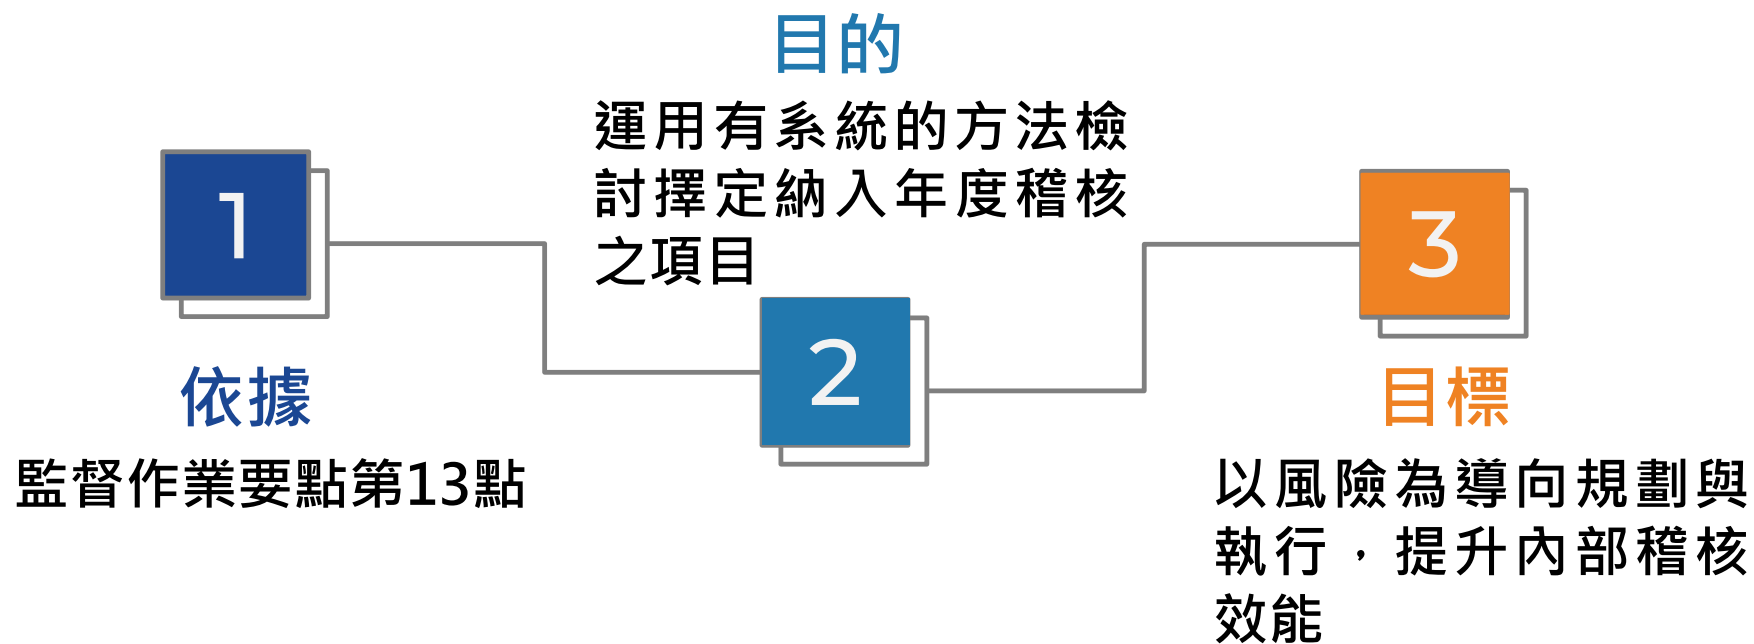 1
依據
監督作業要點第13點
目的
運用有系統的方法檢
討擇定納入年度稽核
之項目
2
3
目標
以風險為導向規劃與
執行，提升內部稽核
效能